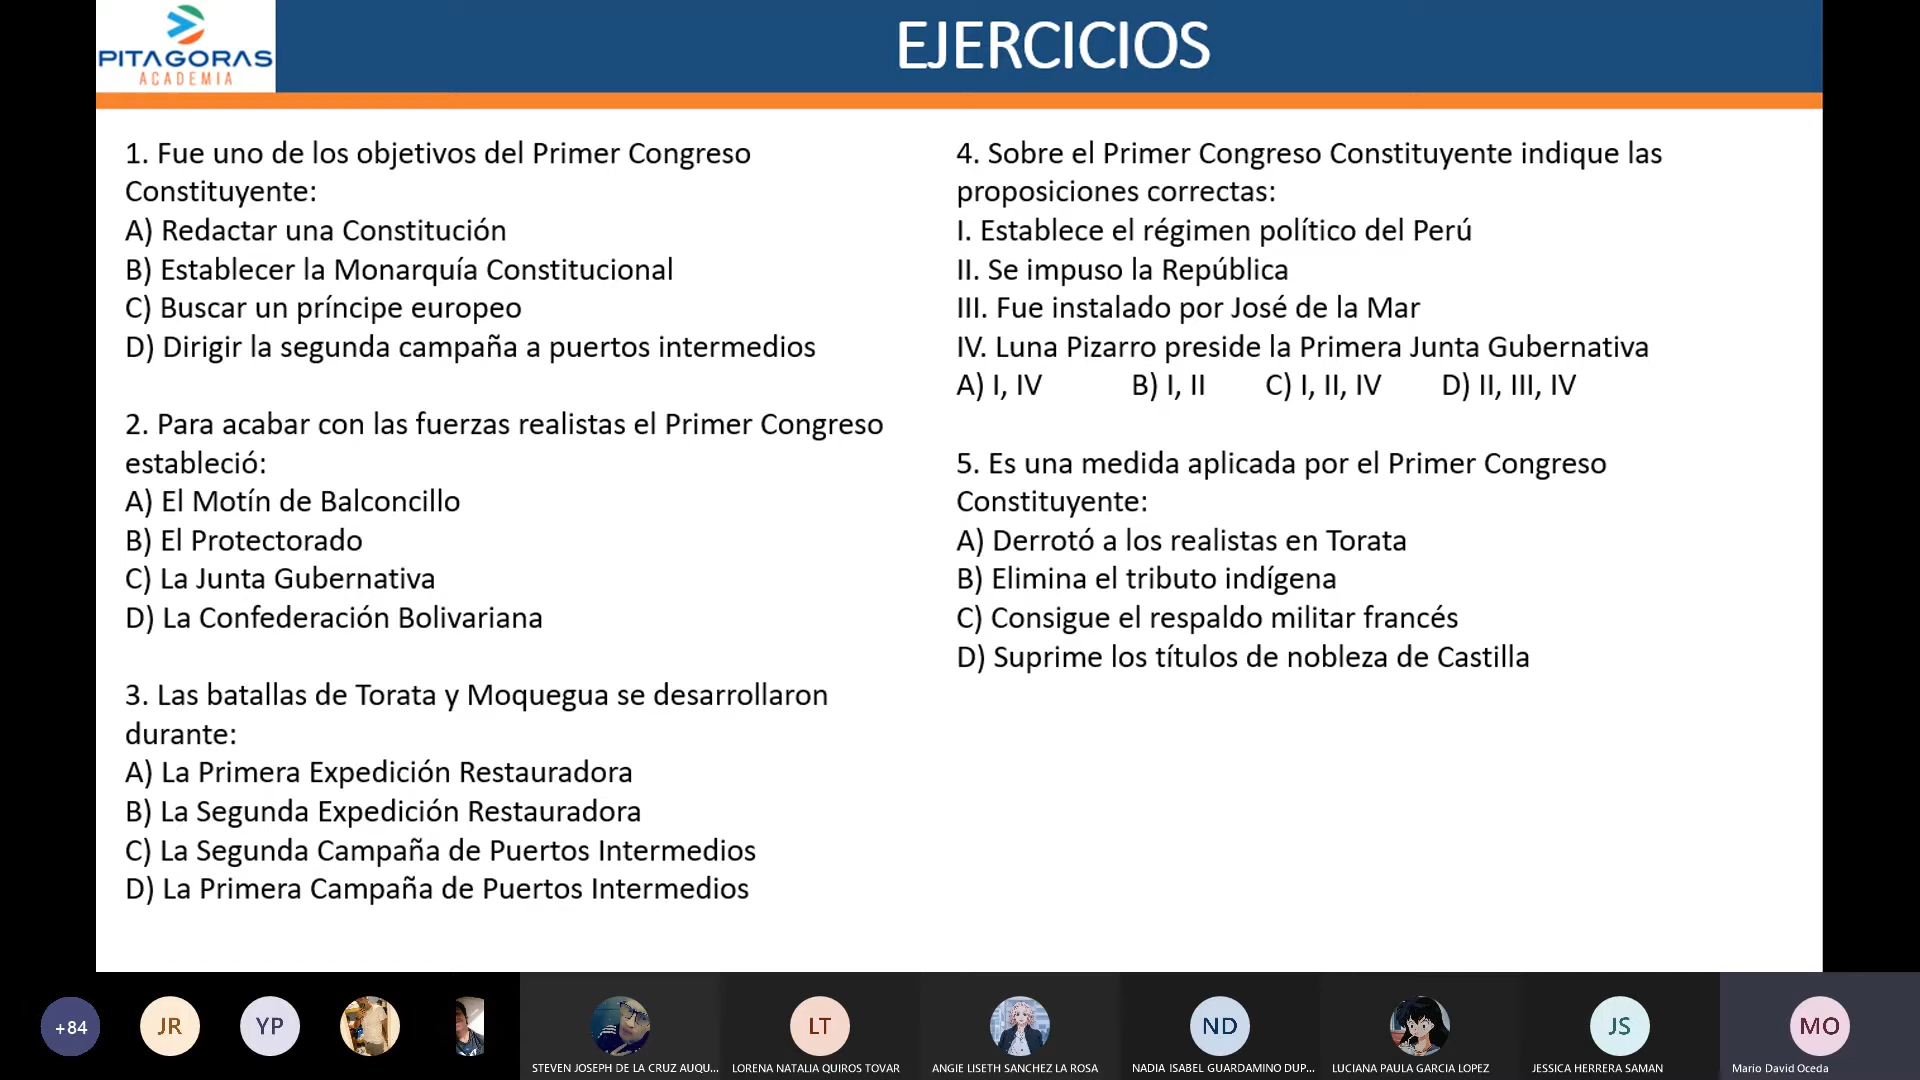 PITAGORAS
ACADEMIA
EJERCICIOS
1. Fue uno de los objetivos del Primer Congreso
Constituyente:
A) Redactar una Constitución
B) Establecer la Monarquía Constitucional
C) Buscar un príncipe europeo
D) Dirigir la segunda campaña a puertos intermedios
2. Para acabar con las fuerzas realistas el Primer Congreso
estableció:
A) El Motín de Balconcillo
B) El Protectorado
C) La Junta Gubernativa
D) La Confederación Bolivariana
3. Las batallas de Torata y Moquegua se desarrollaron
durante:
A) La Primera Expedición Restauradora
B) La Segunda Expedición Restauradora
C) La Segunda Campaña de Puertos Intermedios
D) La Primera Campaña de Puertos Intermedios
4. Sobre el Primer Congreso Constituyente indique las
proposiciones correctas:
I. Establece el régimen político del Perú
II. Se impuso la República
III. Fue instalado por José de la Mar
IV. Luna Pizarro preside la Primera Junta Gubernativa
A) I, IV B) I, II C) I, II, IV D) II, III, IV
5. Es una medida aplicada por el Primer Congreso
Constituyente:
A) Derrotó a los realistas en Torata
B) Elimina el tributo indígena
C) Consigue el respaldo militar francés
D) Suprime los títulos de nobleza de Castilla
+84 JR YP LT ND JS MO
STEVEN JOSEPH DE LA CRUZ AUQU... LORENA NATALIA QUIROS TOVAR ANGIE LISETH SANCHEZ LA ROSA NADIA ISABEL GUARDAMINO DUP... LUCIANA PAULA GARCIA LOPEZ JESSICA HERRERA SAMAN Mario David Oceda